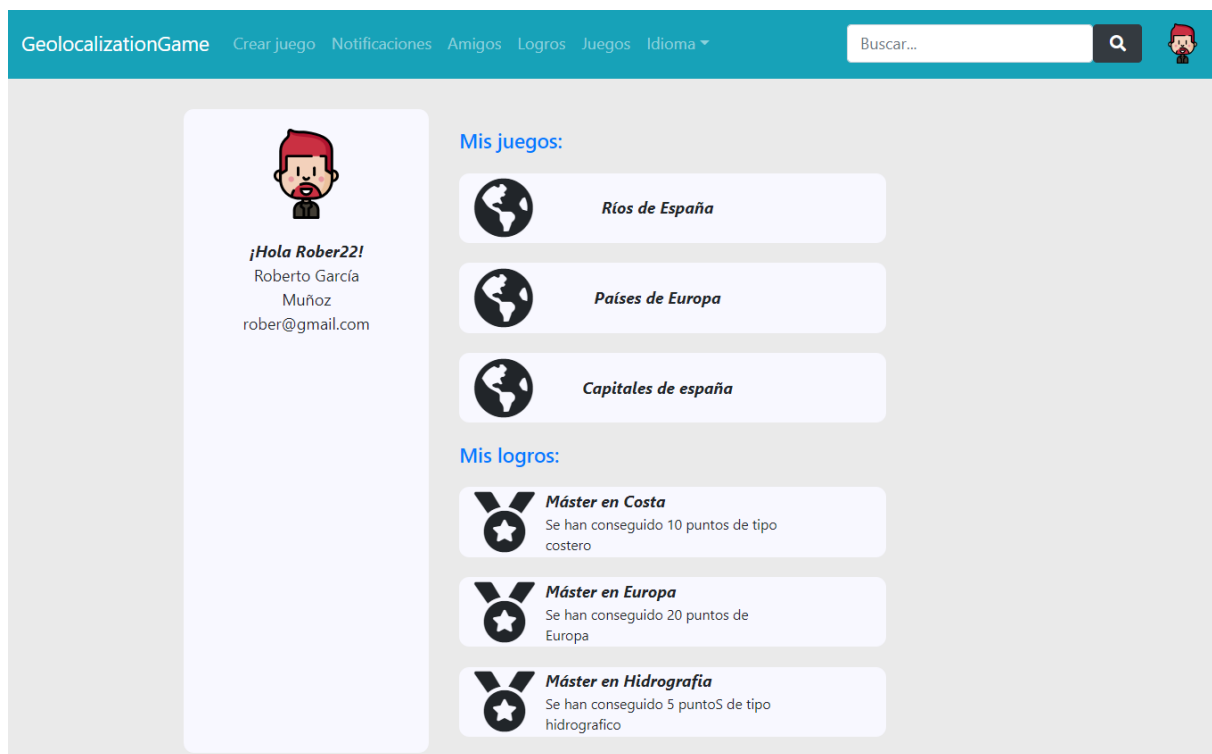 GeolocalizationGame Crear juego Notificaciones Amigos Logros Juegos Idioma Buscar...
¡Hola Rober22!
Roberto García
Muñoz
rober@gmail.com
Mis juegos:
Ríos de España
Países de Europa
Capitales de españa
Mis logros:
Máster en Costa
Se han conseguido 10 puntos de tipo
costero
Máster en Europa
Se han conseguido 20 puntos de
Europa
Máster en Hidrografia
Se han conseguido 5 puntoS de tipo
hidrografico